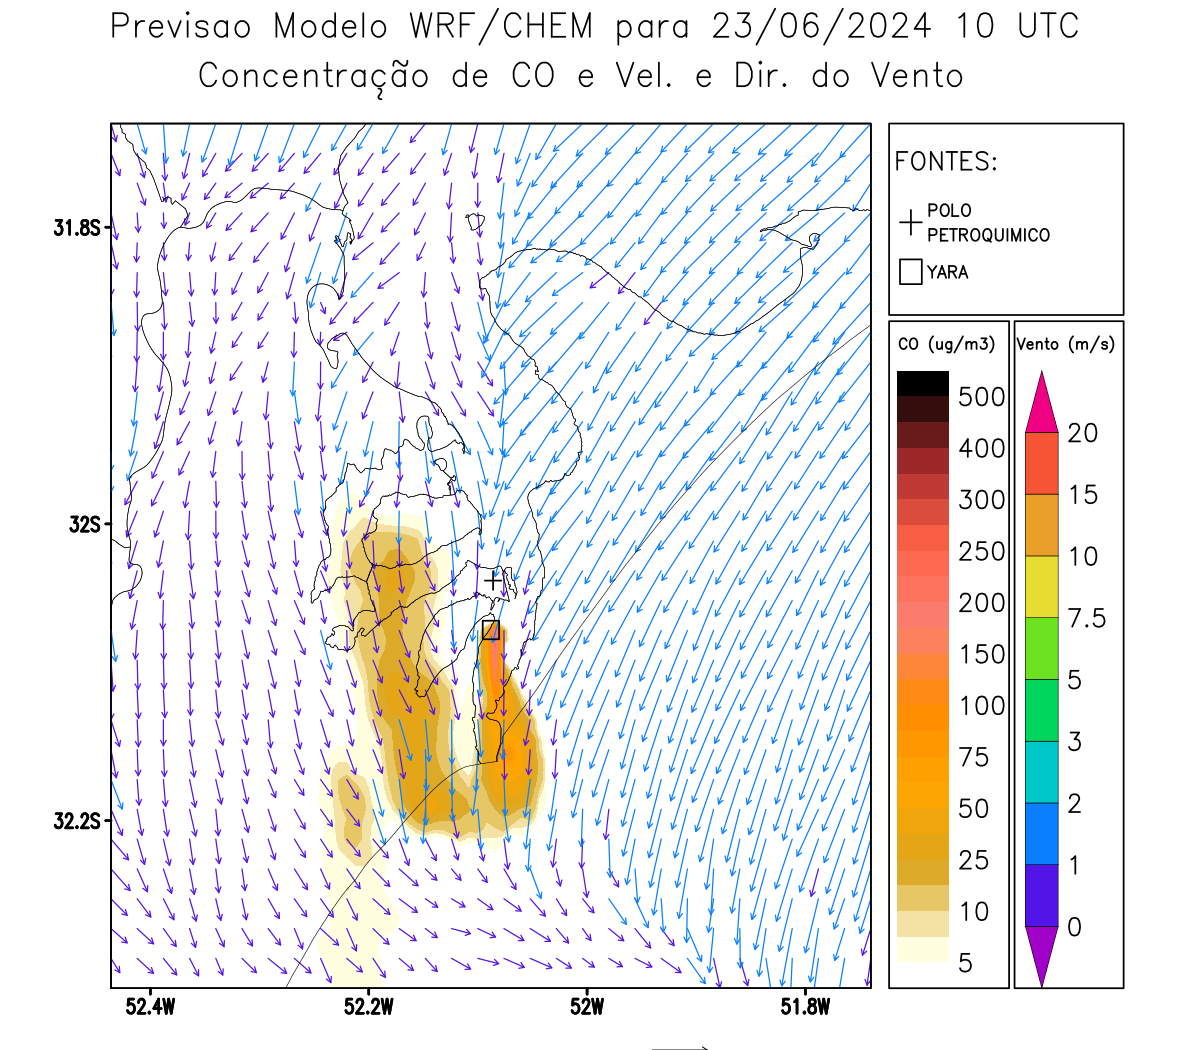 Previsao Modelo WRF/CHEM para 23/06/2024 10 UTC
Concentração de CO e Vel. e Dir. do Vento
FONTES:
POLO
PETROQUIMICO
YARA
CO (ug/m3)
500
400
300
250
200
150
100
75
50
25
10
5
Vento (m/s)
20
15
10
7.5
5
3
2
1
0
31.8S
32S
32.2S
52.4W
52.2W
52W
51.8W